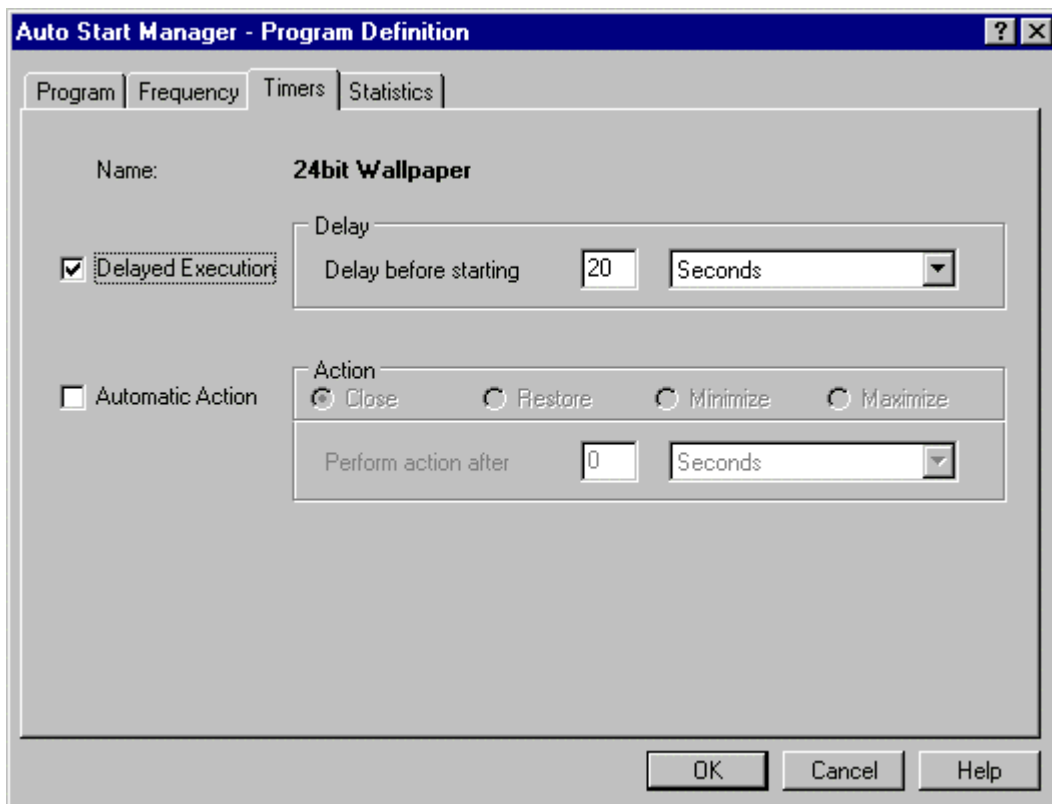 Auto Start Manager - Program Definition
Program Frequency Timers Statistics
Name: 24bit Wallpaper
Delay
Delayed Execution Delay before starting 20 Seconds
Action
Automatic Action Close Restore Minimize Maximize
Perform action after 0 Seconds
OK Cancel Help